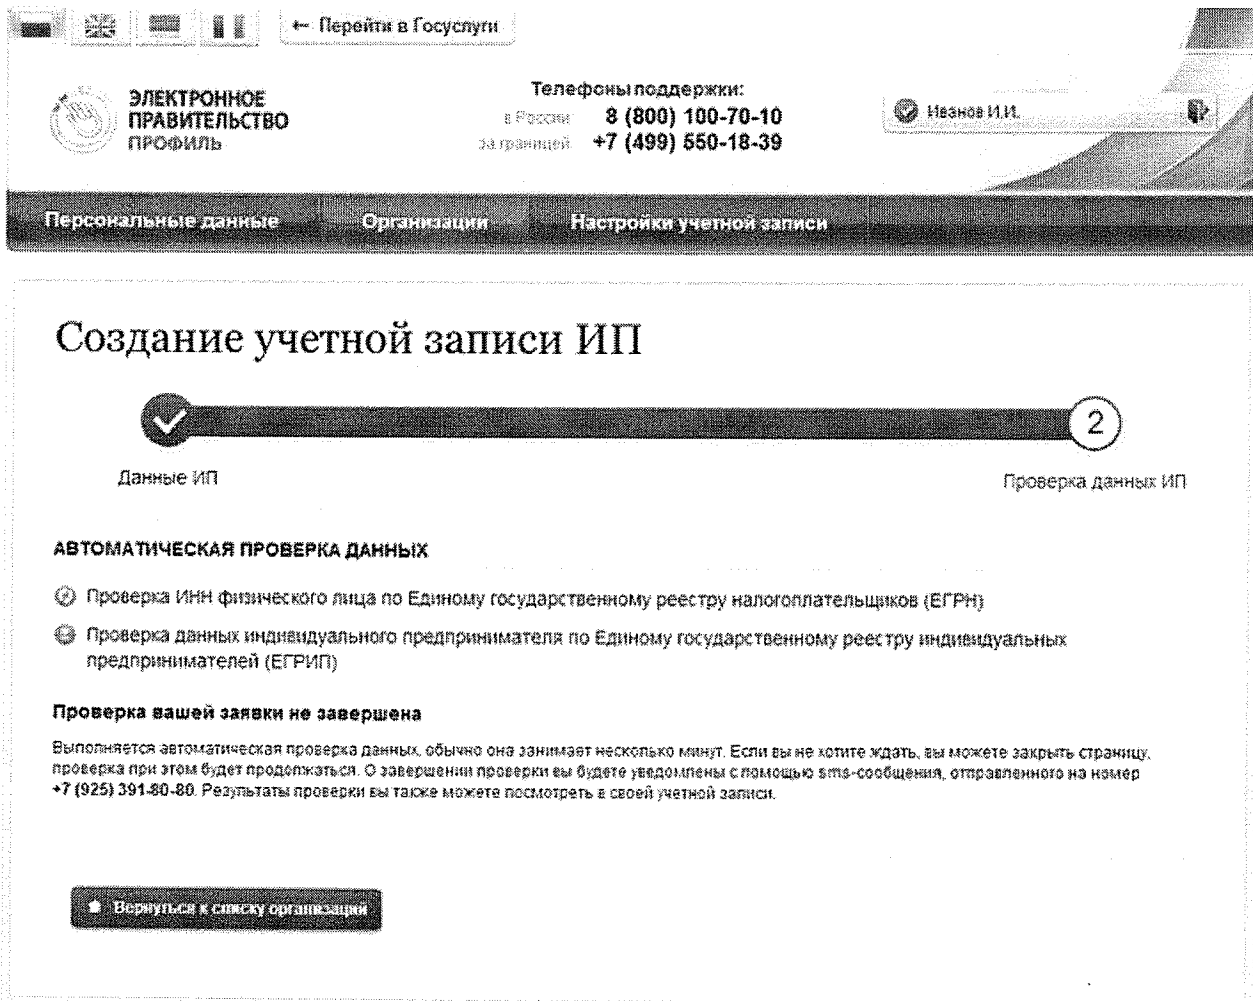 ← Перейти в Госуслуги
ЭЛЕКТРОННОЕ
ПРАВИТЕЛЬСТВО
ПРОФИЛЬ
Телефоны поддержки:
в России 8 (800) 100-70-10
за границей +7 (499) 550-18-39
Иванов И.И.
Персональные данные Организации Настройки учетной записи
Создание учетной записи ИП
2
Данные ИП Проверка данных ИП
АВТОМАТИЧЕСКАЯ ПРОВЕРКА ДАННЫХ
Проверка ИНН физического лица по Единому государственному реестру налогоплательщиков (ЕГРН)
Проверка данных индивидуального предпринимателя по Единому государственному реестру индивидуальных
предпринимателей (ЕГРИП)
Проверка вашей заявки не завершена
Выполняется автоматическая проверка данных, обычно она занимает несколько минут. Если вы не хотите ждать, вы можете закрыть страницу,
проверка при этом будет продолжаться. О завершении проверки вы будете уведомлены с помощью sms-сообщения, отправленного на номер
+7 (925) 391-80-80. Результаты проверки вы также можете посмотреть в своей учетной записи.
Вернуться к списку организаций